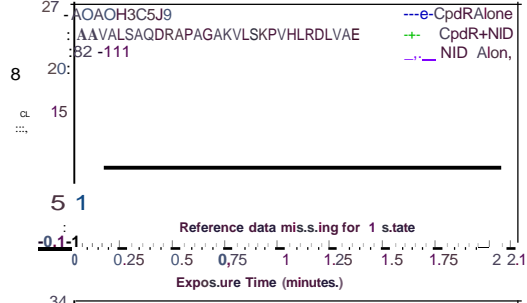 27
- AOAOH3C5J9
: AAVALSAQDRAPAGAKVLSKPVHLRDLVAE
:82 -111
---e-CpdRAlone
-+- CpdR+NID
_,.__ NID Alon,
8
20:
15
CL
:::,
5 1
:
Reference data mis.s.ing for 1 s.tate
-0.1-1
0 0.25 0.5 0,75 1 1.25 1.5 1.75 2 2.1
Expos.ure Time (minutes.)
34